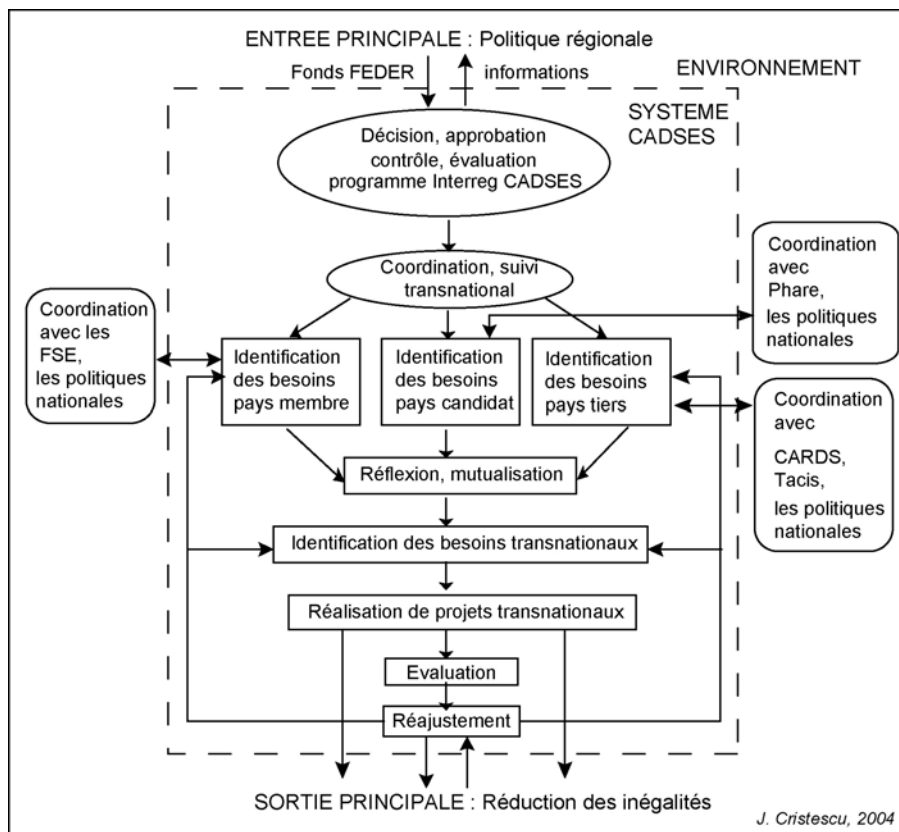 ENTREE PRINCIPALE : Politique régionale
Fonds FEDER
informations
ENVIRONNEMENT
SYSTEME
CADSES
Décision, approbation
contrôle, évaluation
programme Interreg CADSES
Coordination, suivi
transnational
Coordination
avec
Phare,
les politiques
nationales
Coordination
avec les
FSE,
les politiques
nationales
Identification
des besoins
pays membre
Identification
des besoins
pays candidat
Identification
des besoins
pays tiers
Coordination
avec
CARDS,
Tacis,
les politiques
nationales
Réflexion, mutualisation
Identification des besoins transnationaux
Réalisation de projets transnationaux
Evaluation
Réajustement
SORTIE PRINCIPALE : Réduction des inégalités
J. Cristescu, 2004